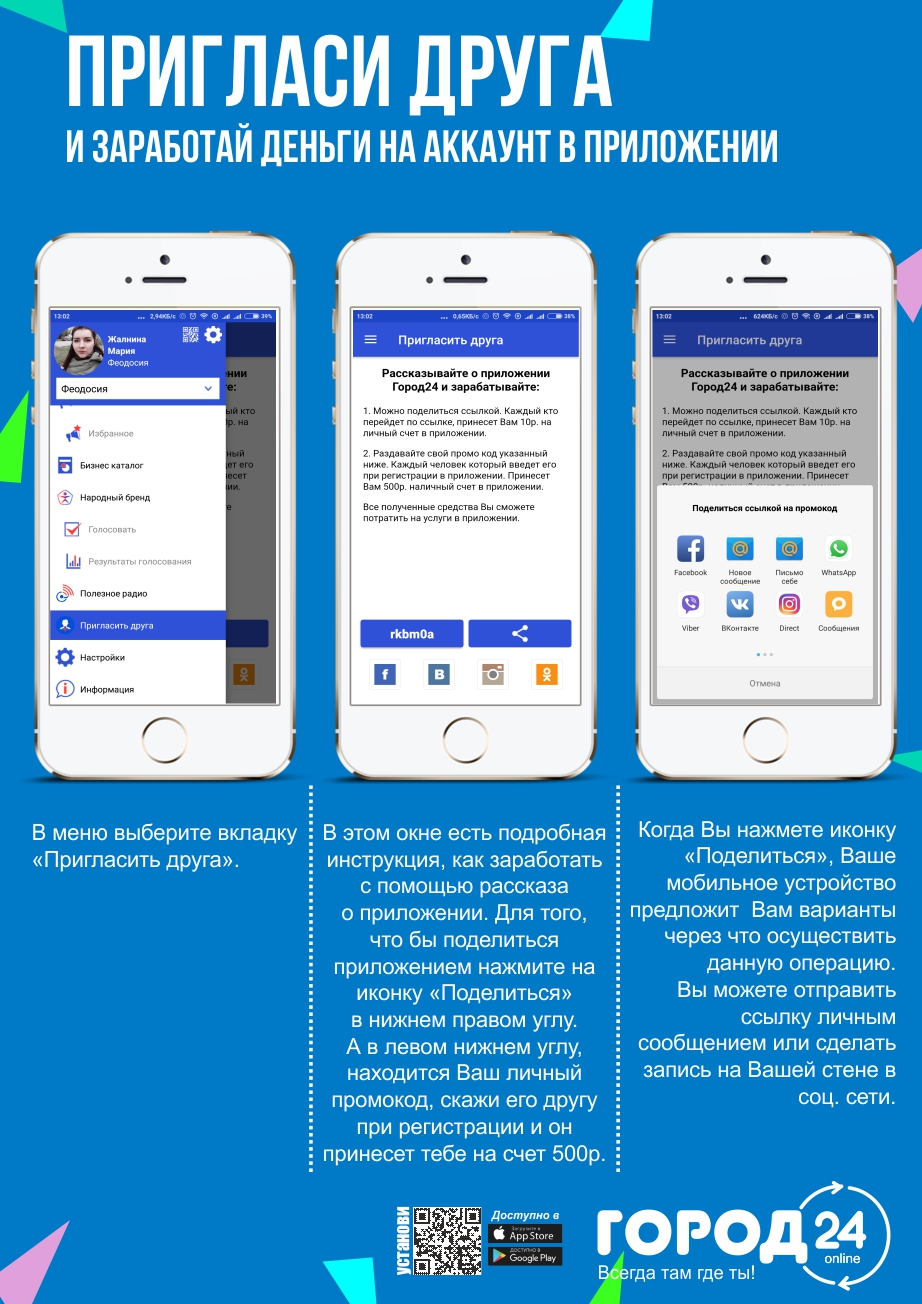 ПРИГЛАСИ ДРУГА
И ЗАРАБОТАЙ ДЕНЬГИ НА АККАУНТ В ПРИЛОЖЕНИИ
13:02
... 2,94КБ/с
39%
Жалнина
Мария
Феодосия
Феодосия
Избранное
Бизнес каталог
Народный бренд
Голосовать
Результаты голосования
Полезное радио
Пригласить друга
Настройки
Информация
13:02
... 0,65КБ/с
38%
Пригласить друга
Рассказывайте о приложении
Город24 и зарабатывайте:
1. Можно поделиться ссылкой. Каждый кто
перейдет по ссылке, принесет Вам 10р. на
личный счет в приложении.
2. Раздавайте свой промо код указанный
ниже. Каждый человек который введет его
при регистрации в приложении. Принесет
Вам 500р. наличный счет в приложении.
Все полученные средства Вы сможете
потратить на услуги в приложении.
rkbm0a
13:02
... 624КБ/с
38%
Пригласить друга
Рассказывайте о приложении
Город24 и зарабатывайте:
1. Можно поделиться ссылкой. Каждый кто
перейдет по ссылке, принесет Вам 10р. на
личный счет в приложении.
2. Раздавайте свой промо код указанный
ниже. Каждый человек который введет его
при регистрации в приложении. Принесет
Поделиться ссылкой на промокод
Facebook
Новое
сообщение
Письмо
себе
WhatsApp
Viber
ВКонтакте
Direct
Сообщения
Отмена
В меню выберите вкладку
«Пригласить друга».
В этом окне есть подробная
инструкция, как заработать
с помощью рассказа
о приложении. Для того,
что бы поделиться
приложением нажмите на
иконку «Поделиться»
в нижнем правом углу.
А в левом нижнем углу,
находится Ваш личный
промокод, скажи его другу
при регистрации и он
принесет тебе на счет 500р.
Когда Вы нажмете иконку
«Поделиться», Ваше
мобильное устройство
предложит Вам варианты
через что осуществить
данную операцию.
Вы можете отправить
ссылку личным
сообщением или сделать
запись на Вашей стене в
соц. сети.
УСТАНОВИ
Доступно в
Загрузите в
App Store
ДОСТУПНО В
Google Play
ГОРОД 24
online
Всегда там где ты!